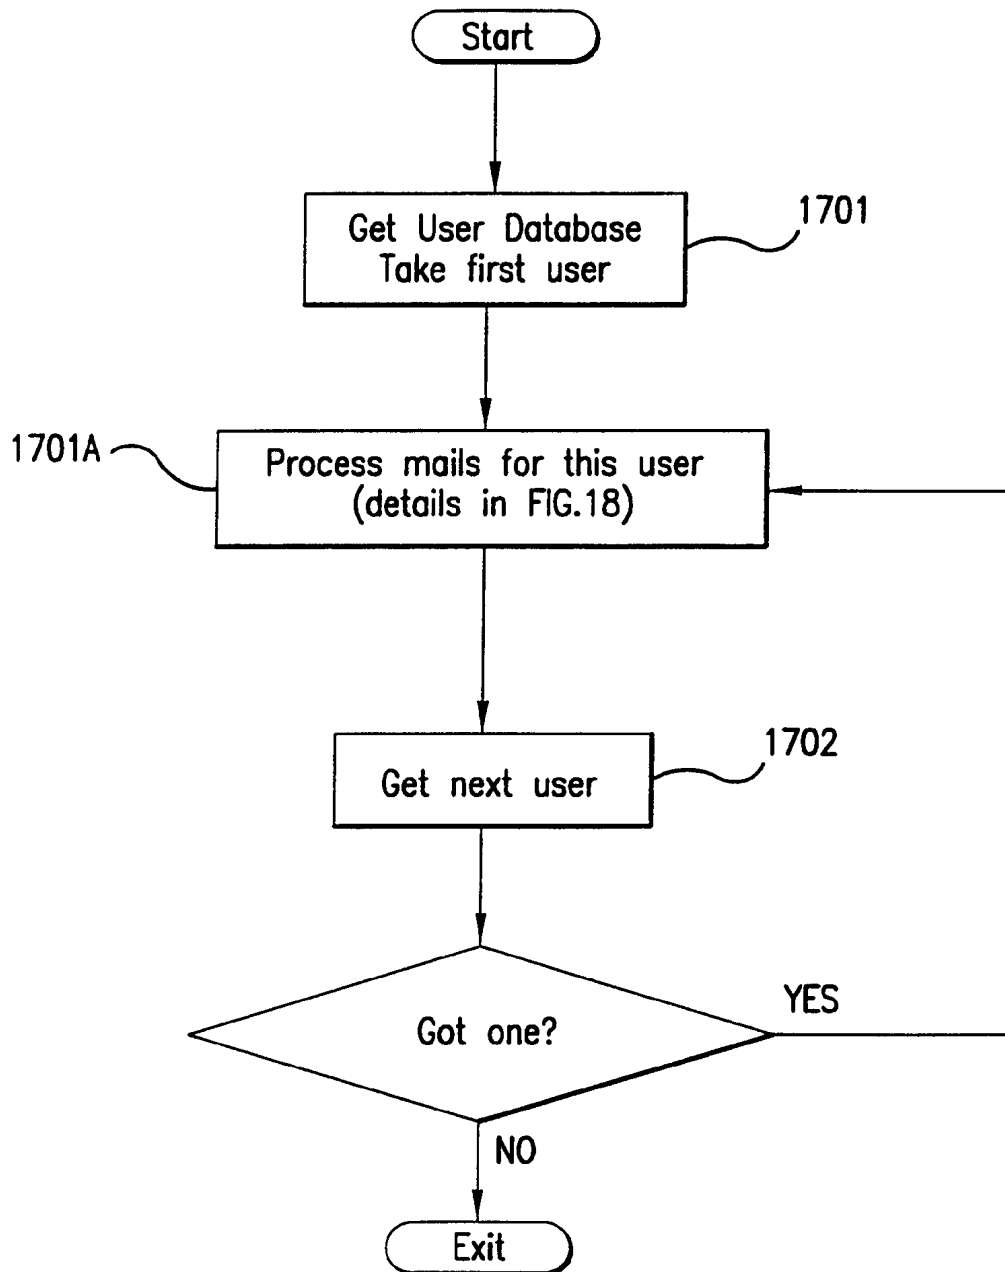 Start
Get User Database
Take first user
1701
1701A
Process mails for this user
(details in FIG.18)
Get next user
1702
Got one?
YES
NO
Exit